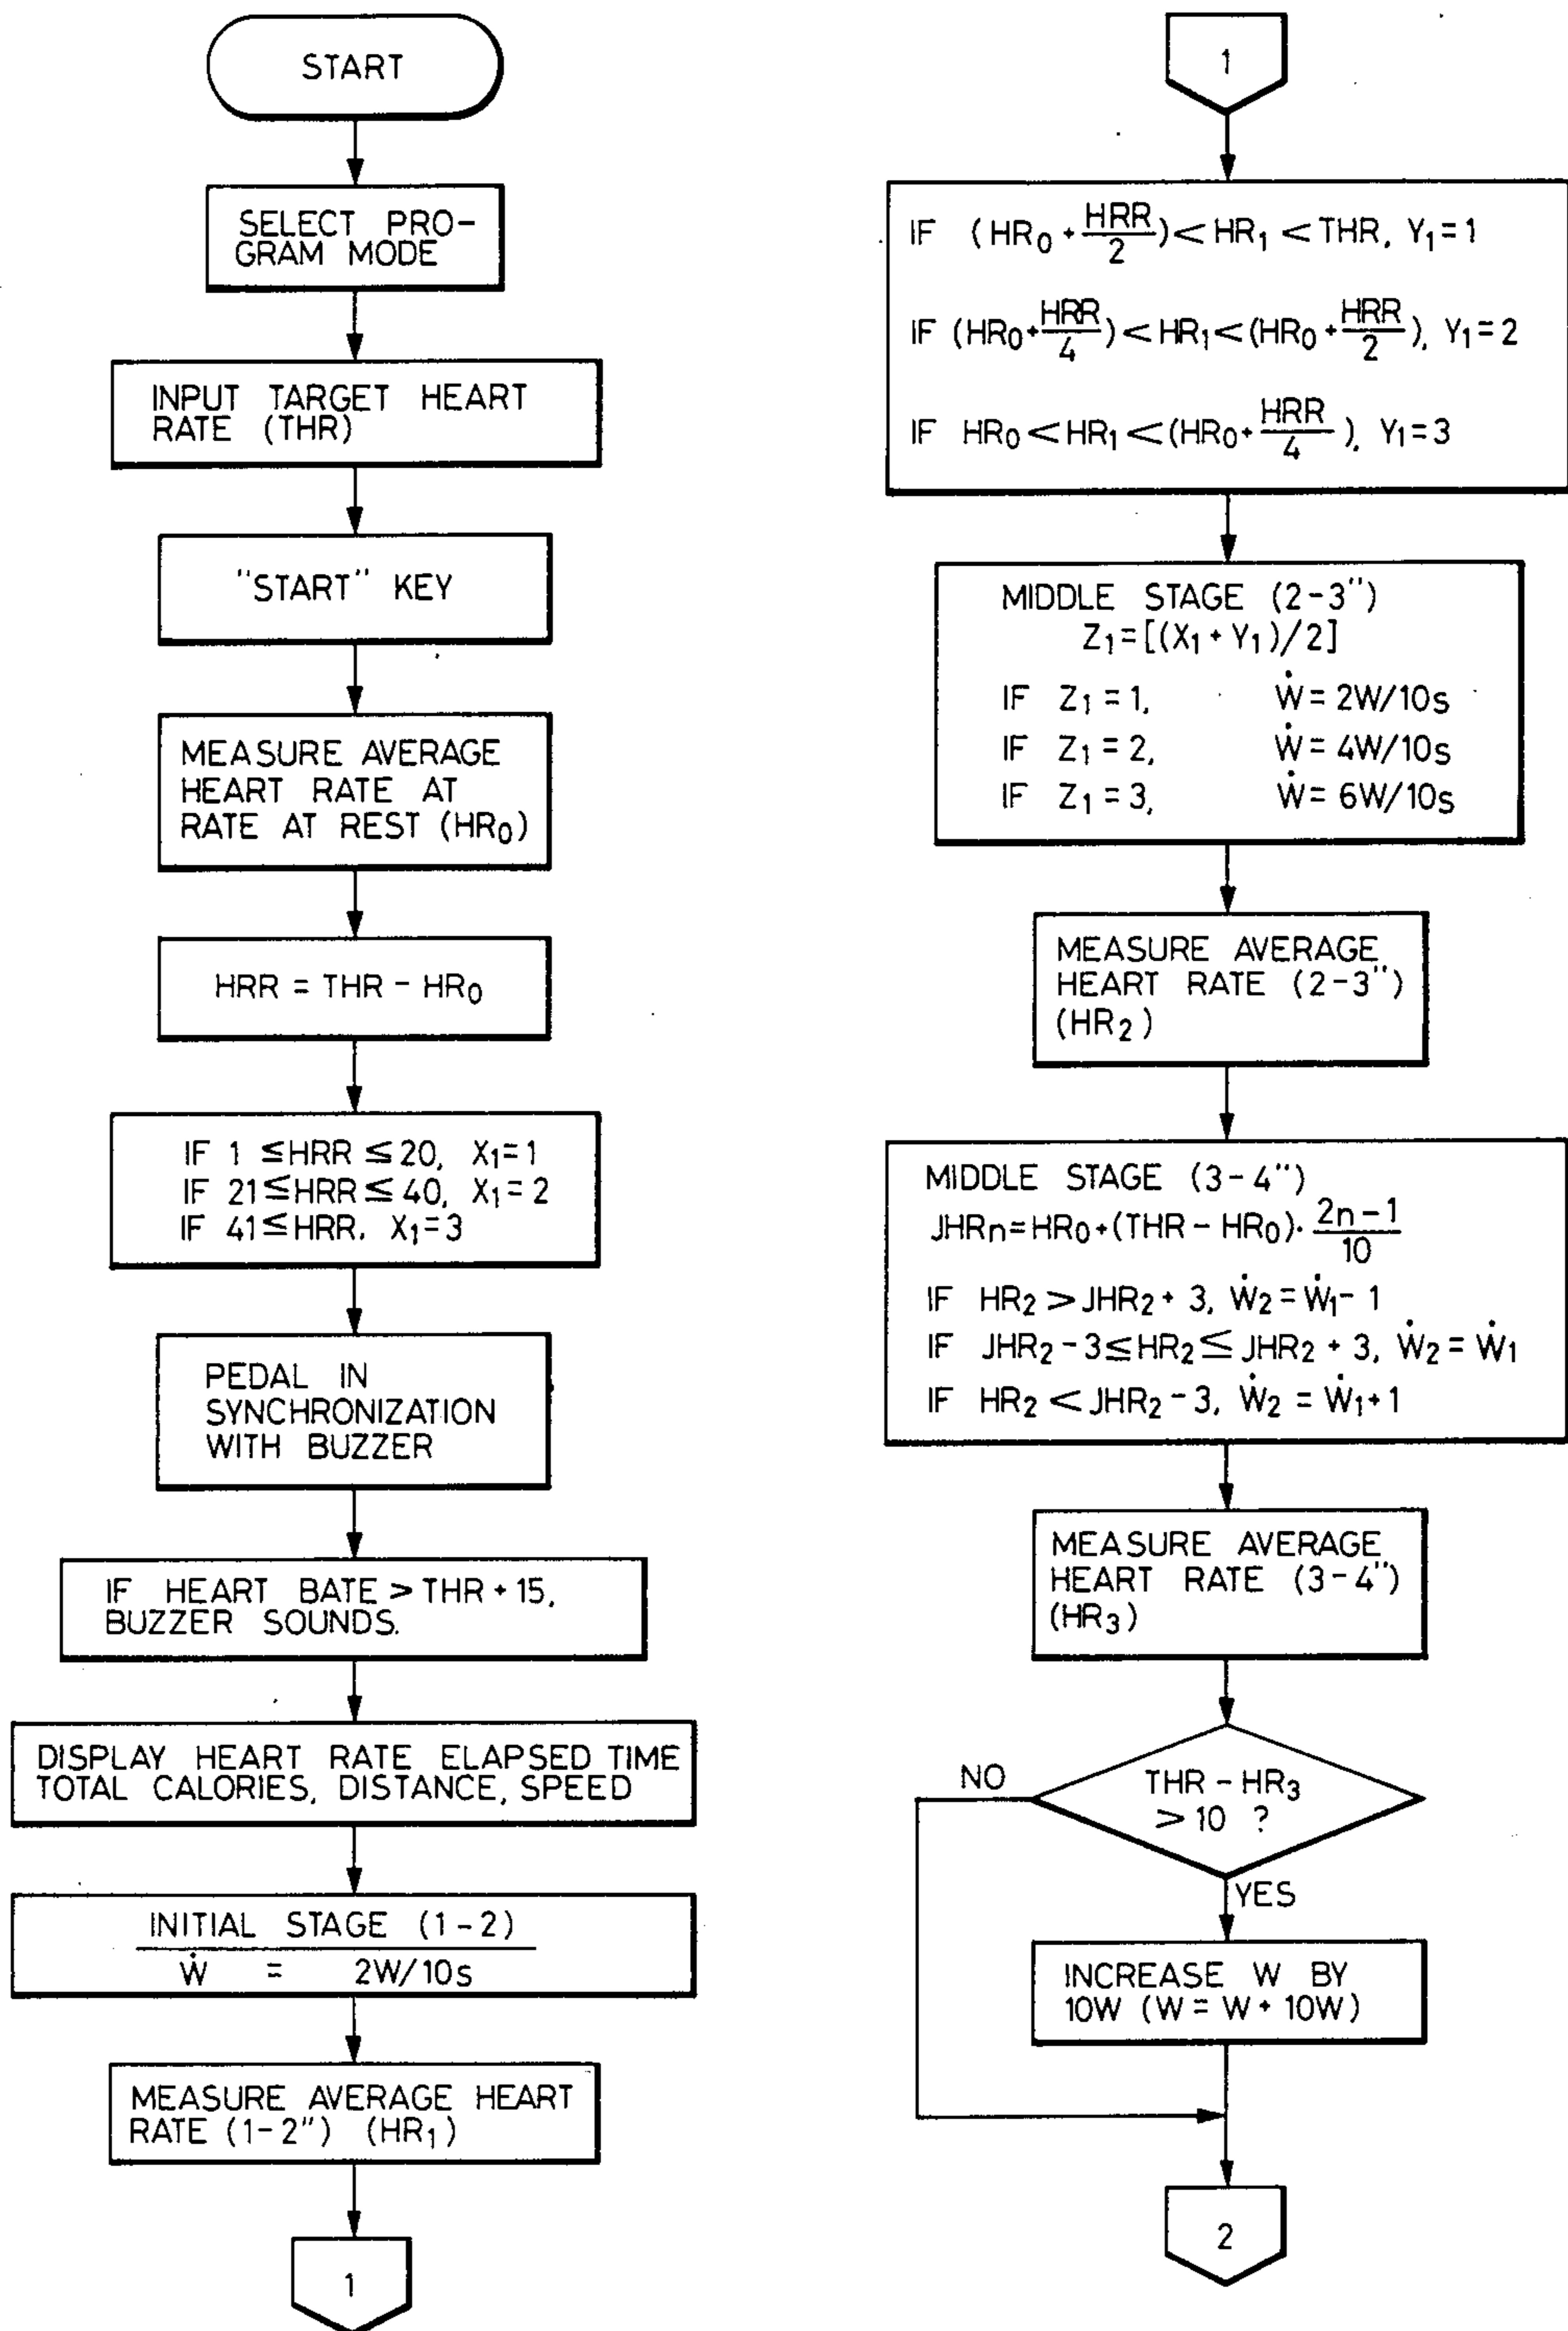 START
SELECT PRO-
GRAM MODE
INPUT TARGET HEART
RATE (THR)
"START" KEY
MEASURE AVERAGE
HEART RATE AT
RATE AT REST (HR₀)
HRR = THR - HR₀
IF 1 ≤ HRR ≤ 20, X₁ = 1
IF 21 ≤ HRR ≤ 40, X₁ = 2
IF 41 ≤ HRR. X₁ = 3
PEDAL IN
SYNCHRONIZATION
WITH BUZZER
IF HEART BATE > THR + 15,
BUZZER SOUNDS.
DISPLAY HEART RATE ELAPSED TIME
TOTAL CALORIES, DISTANCE, SPEED
INITIAL STAGE (1-2)
Ẇ = 2W/10s
MEASURE AVERAGE HEART
RATE (1-2") (HR₁)
1
1
IF (HR₀ + HRR/2) < HR₁ < THR, Y₁ = 1
IF (HR₀ + HRR/4) < HR₁ < (HR₀ + HRR/2), Y₁ = 2
IF HR₀ < HR₁ < (HR₀ + HRR/4), Y₁ = 3
MIDDLE STAGE (2-3")
Z₁ = [(X₁ + Y₁)/2]
IF Z₁ = 1, Ẇ = 2W/10s
IF Z₁ = 2, Ẇ = 4W/10s
IF Z₁ = 3, Ẇ = 6W/10s
MEASURE AVERAGE
HEART RATE (2-3")
(HR₂)
MIDDLE STAGE (3-4")
JHRn = HR₀ + (THR - HR₀) · 2n-1/10
IF HR₂ > JHR₂ + 3, Ẇ₂ = Ẇ₁ - 1
IF JHR₂ - 3 ≤ HR₂ ≤ JHR₂ + 3, Ẇ₂ = Ẇ₁
IF HR₂ < JHR₂ - 3, Ẇ₂ = Ẇ₁ + 1
MEASURE AVERAGE
HEART RATE (3-4")
(HR₃)
THR - HR₃
> 10 ?
NO
YES
INCREASE W BY
10W (W = W + 10W)
2